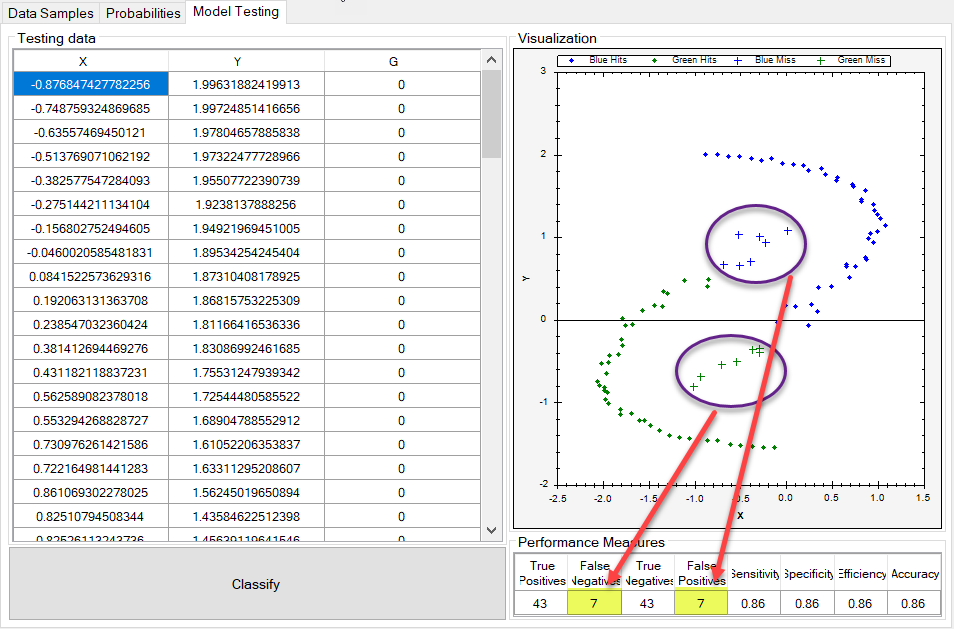 Data Samples Probabilities Model Testing
Testing data
X Y G
-0.876847427782256 1.99631882419913 0
-0.748759324869685 1.99724851416656 0
-0.63557469450121 1.97804657885838 0
-0.513769071062192 1.97322477728966 0
-0.382577547284093 1.95507722390739 0
-0.275144211134104 1.9238137888256 0
-0.156802752494605 1.94921969451005 0
-0.0460020585481831 1.89534254245404 0
0.0841522573629316 1.87310408178925 0
0.192063131363708 1.86815753225309 0
0.238547032360424 1.81166416536336 0
0.381412694469276 1.83086992461685 0
0.431182118837231 1.75531247939342 0
0.562589082378018 1.72544480585522 0
0.553294268828727 1.68904788552912 0
0.730976261421586 1.61052206353837 0
0.722164981441283 1.63311295208607 0
0.861069302278025 1.56245019650894 0
0.82510794508344 1.43584622512398 0
0.82526113243736 1.45639119641546 0
Classify
Visualization
Blue Hits Green Hits Blue Miss Green Miss
3
2
1
Y
0
-1
-2
-2.5 -2.0 -1.5 -1.0 -0.5 0.0 0.5 1.0 1.5
X
Performance Measures
True False True False Sensitivity Specificity Efficiency Accuracy
Positives Negatives Negatives Positives
43 7 43 7 0.86 0.86 0.86 0.86